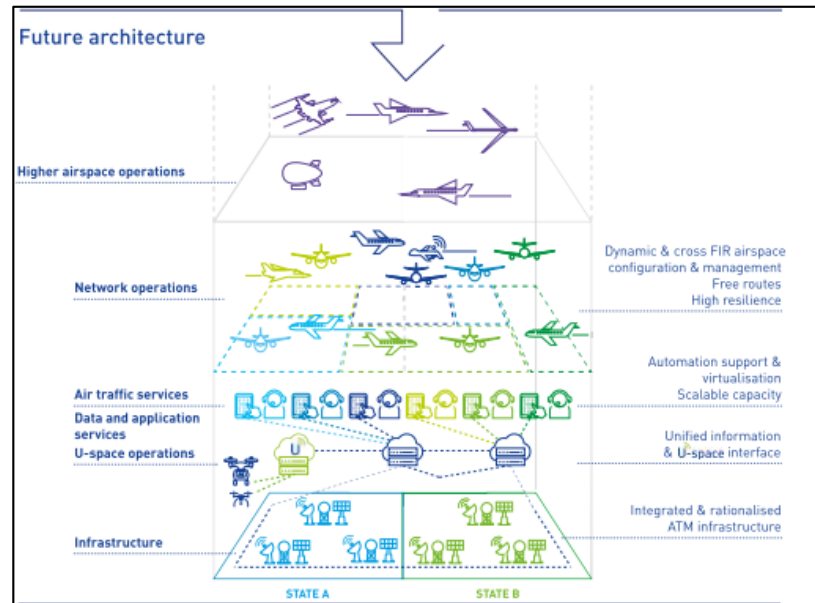 Future architecture
Higher airspace operations
Network operations
Dynamic & cross FIR airspace
configuration & management
Free routes
High resilience
Air traffic services
Automation support &
virtualisation
Scalable capacity
Data and application
services
U-space operations
U
Unified information
& U-space interface
Infrastructure
Integrated & rationalised
ATM infrastructure
STATE A
STATE B